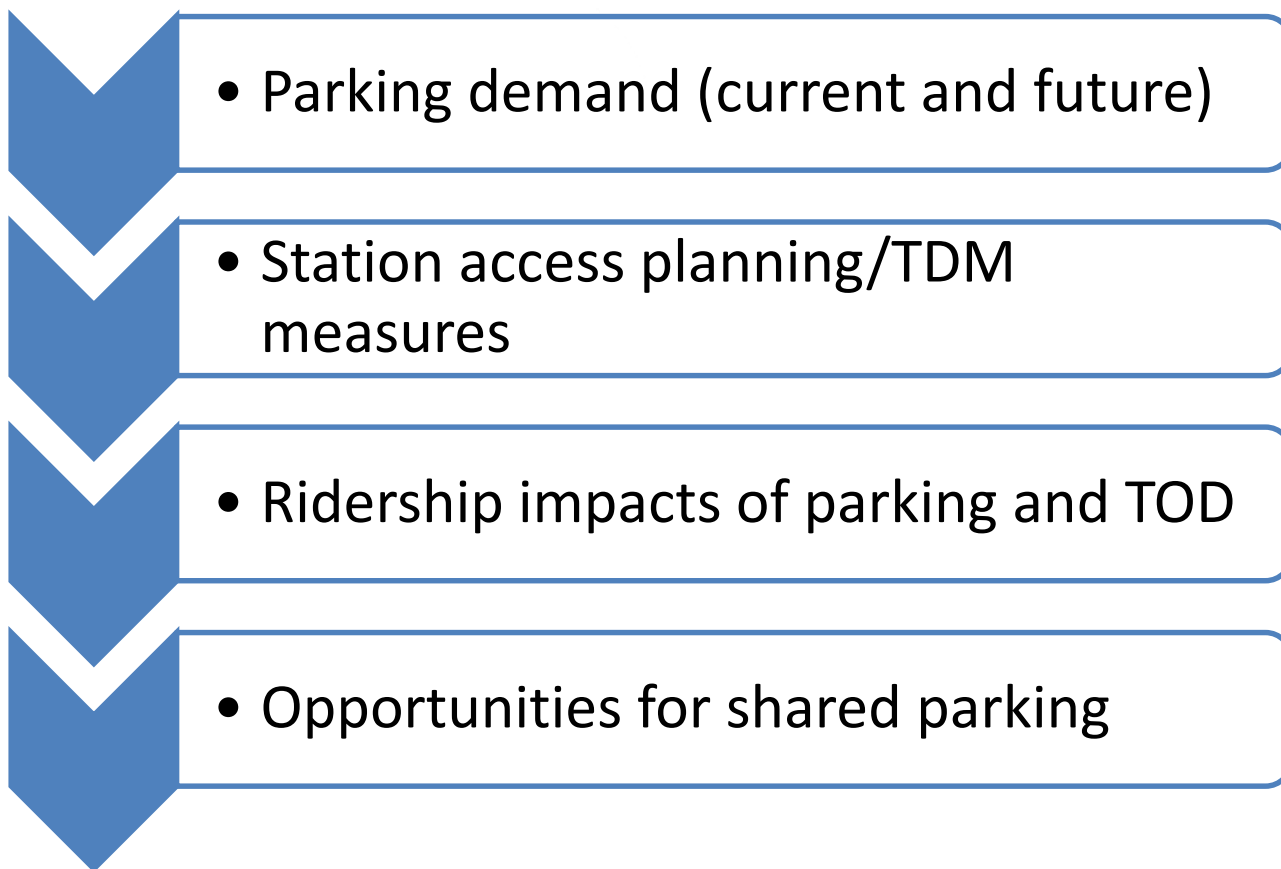 • Parking demand (current and future)
• Station access planning/TDM
measures
• Ridership impacts of parking and TOD
• Opportunities for shared parking